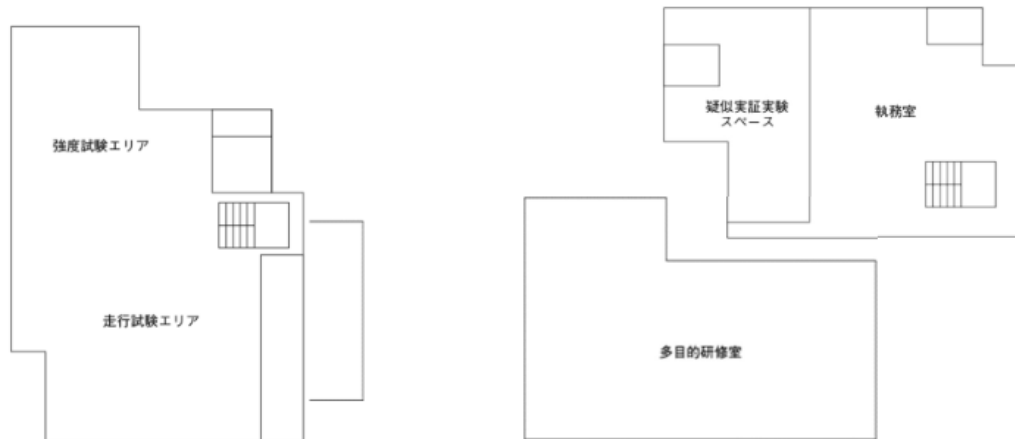 強度試験エリア
走行試験エリア
疑似実証実験
スペース
執務室
多目的研修室